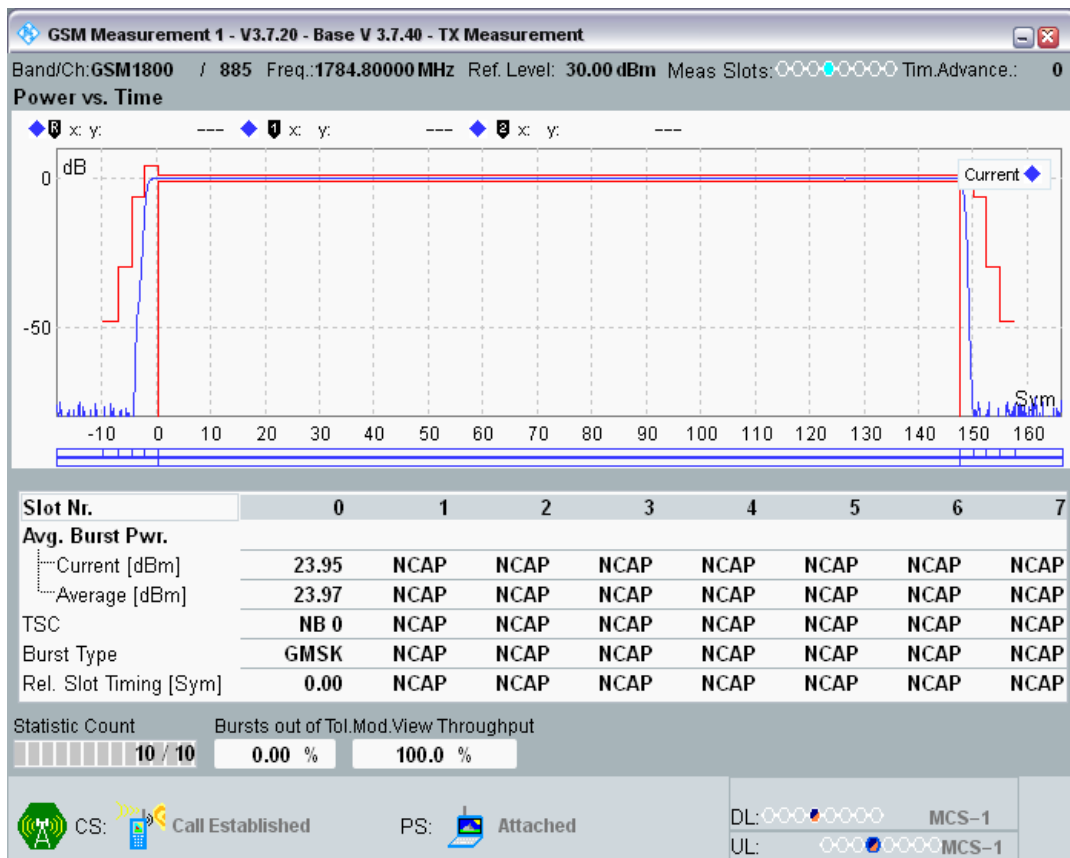 GSM Measurement 1 - V3.7.20 - Base V 3.7.40 - TX Measurement
Band/Ch:GSM1800 / 885 Freq.:1784.80000 MHz Ref. Level: 30.00 dBm Meas Slots: Tim.Advance.: 0
Power vs. Time
R x: y: --- 1 x: y: --- 2 x: y: ---
dB
Current
0
-50
Sym
-10 0 10 20 30 40 50 60 70 80 90 100 110 120 130 140 150 160
Slot Nr. 0 1 2 3 4 5 6 7
Avg. Burst Pwr.
Current [dBm] 23.95 NCAP NCAP NCAP NCAP NCAP NCAP NCAP
Average [dBm] 23.97 NCAP NCAP NCAP NCAP NCAP NCAP NCAP
TSC NB 0 NCAP NCAP NCAP NCAP NCAP NCAP NCAP
Burst Type GMSK NCAP NCAP NCAP NCAP NCAP NCAP NCAP
Rel. Slot Timing [Sym] 0.00 NCAP NCAP NCAP NCAP NCAP NCAP NCAP
Statistic Count Bursts out of Tol.Mod.View Throughput
10 / 10 0.00 % 100.0 %
CS: Call Established PS: Attached DL: MCS-1
UL: MCS-1